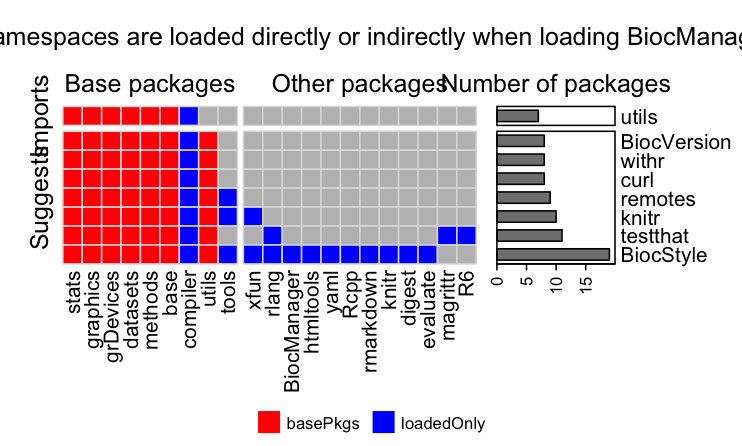 amespaces are loaded directly or indirectly when loading BiocManag
Base packages
Other packages
Number of packages
Imports
Suggests
utils
BiocVersion
withr
curl
remotes
knitr
testthat
BiocStyle
0
5
10
15
stats
graphics
grDevices
datasets
methods
base
compiler
utils
tools
xfun
rlang
BiocManager
htmltools
yaml
Rcpp
rmarkdown
knitr
digest
evaluate
magrittr
R6
basePkgs
loadedOnly